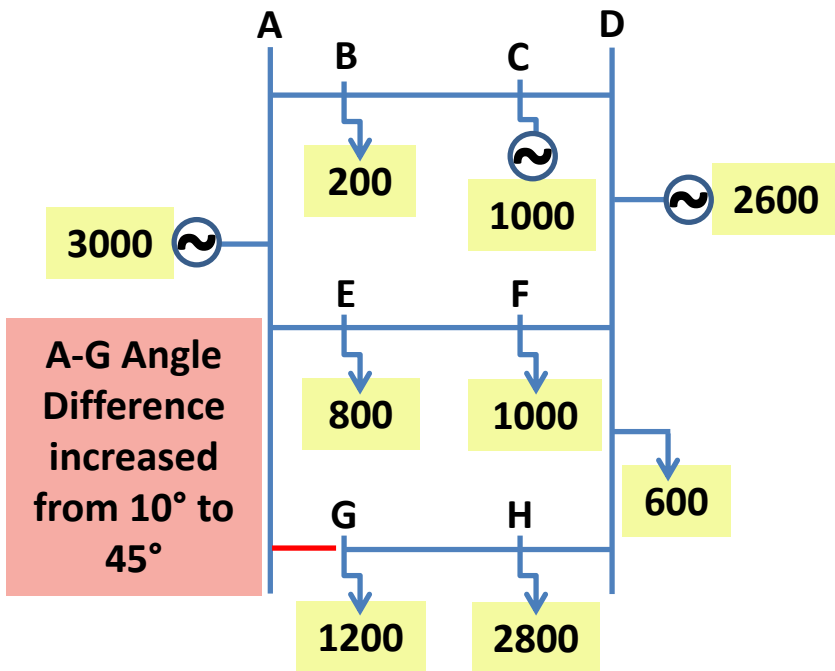 A
D
B
C
200
1000
2600
3000
E
F
A-G Angle
Difference
increased
from 10° to
45°
800
1000
600
G
H
1200
2800